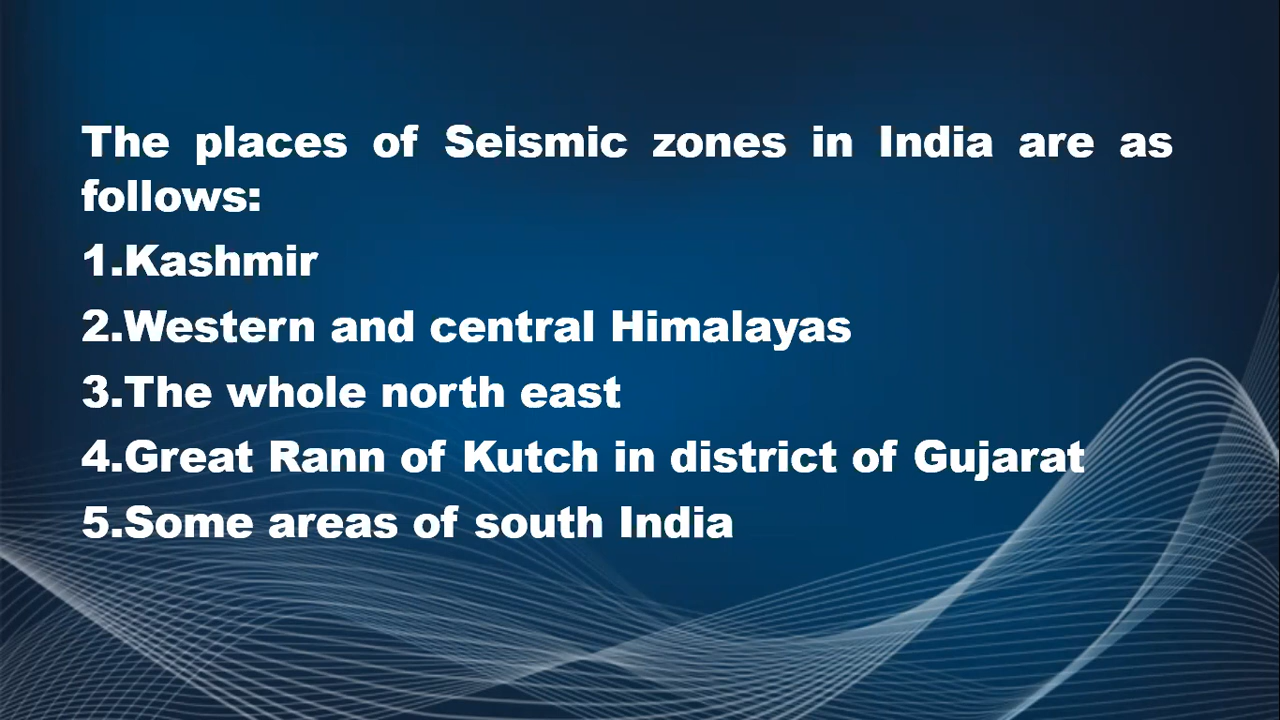 The places of Seismic zones in India are as
follows:
1.Kashmir
2.Western and central Himalayas
3.The whole north east
4.Great Rann of Kutch in district of Gujarat
5.Some areas of south India